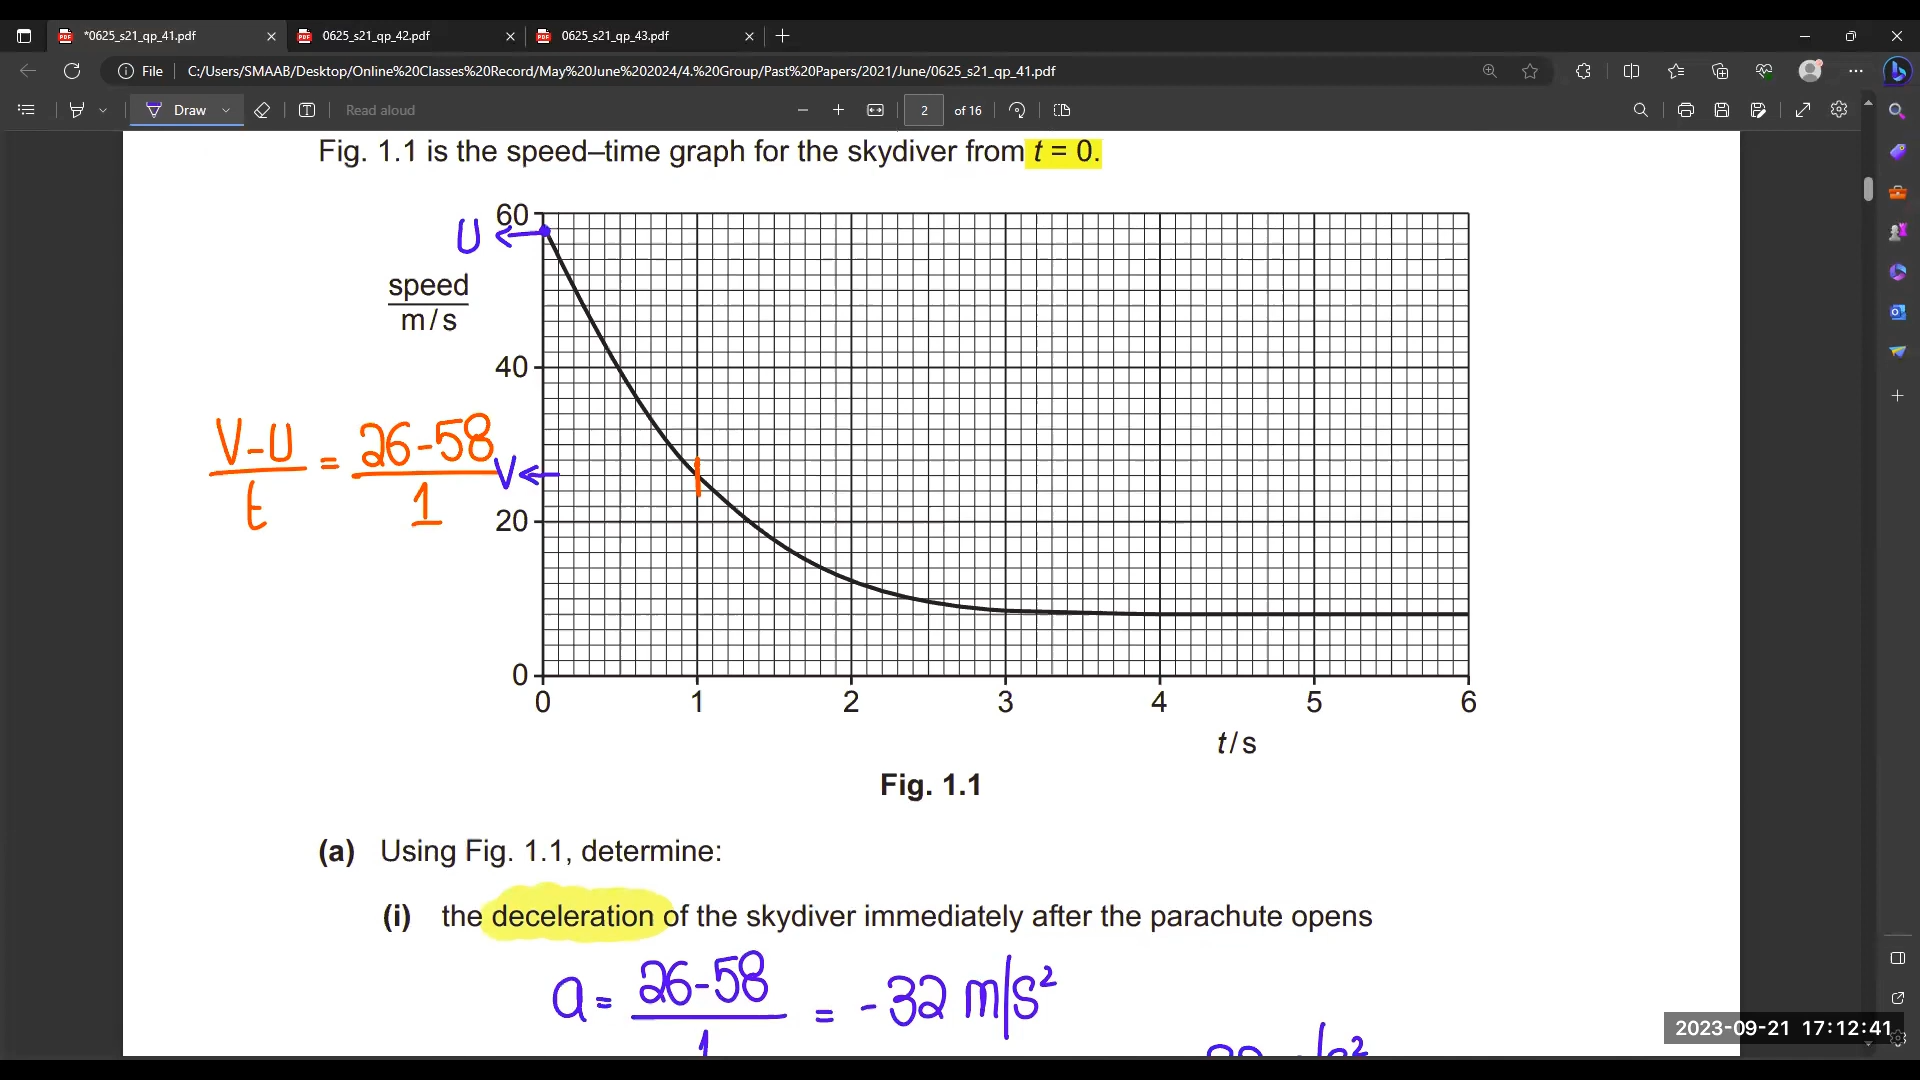 *0625_s21_qp_41.pdf
0625_s21_qp_42.pdf
0625_s21_qp_43.pdf
File
C:/Users/SMAAB/Desktop/Online%20Classes%20Record/May%20June%202024/4.%20Group/Past%20Papers/2021/June/0625_s21_qp_41.pdf
Draw
Read aloud
2 of 16
Fig. 1.1 is the speed–time graph for the skydiver from t = 0.
60
U
speed
m/s
40
V-U = 26-58
t 1
V
20
0
0 1 2 3 4 5 6
t/s
Fig. 1.1
(a) Using Fig. 1.1, determine:
(i) the deceleration of the skydiver immediately after the parachute opens
a = 26-58 = -32 m/s²
1
2023-09-21 17:12:41